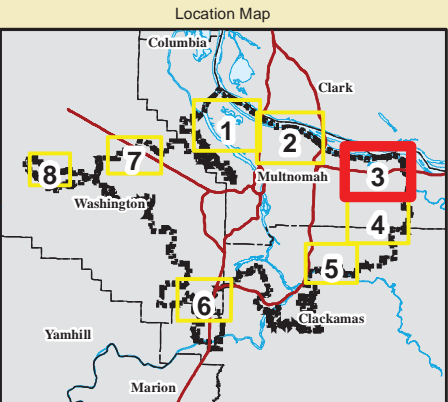 Location Map
Columbia
Clark
1
2
Multnomah
3
7
8
Washington
4
5
6
Clackamas
Yamhill
Marion